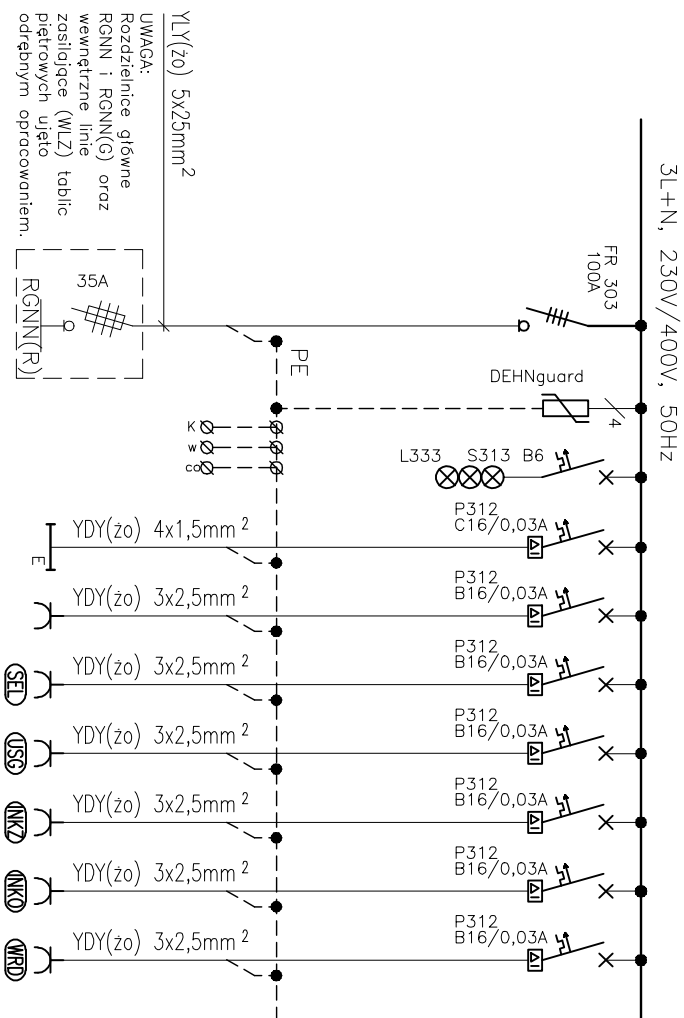 3L+N, 230V/400V, 50Hz
FR 303
100A
YLY(żo) 5x25mm²
UWAGA:
Rozdzielnice główne
RGNN i RGNN(G) oraz
wewnętrzne linie
zasilające (WLZ) tablic
piętrowych ujęto
odrębnym opracowaniem.
35A
RGNN(R)
PE
DEHNguard
4
K
w
co
L333 S313 B6
P312
C16/0,03A
YDY(żo) 4x1,5mm²
E
P312
B16/0,03A
YDY(żo) 3x2,5mm²
P312
B16/0,03A
YDY(żo) 3x2,5mm²
SEL
P312
B16/0,03A
YDY(żo) 3x2,5mm²
USG
P312
B16/0,03A
YDY(żo) 3x2,5mm²
INKZ
P312
B16/0,03A
YDY(żo) 3x2,5mm²
INKO
P312
B16/0,03A
YDY(żo) 3x2,5mm²
WRD